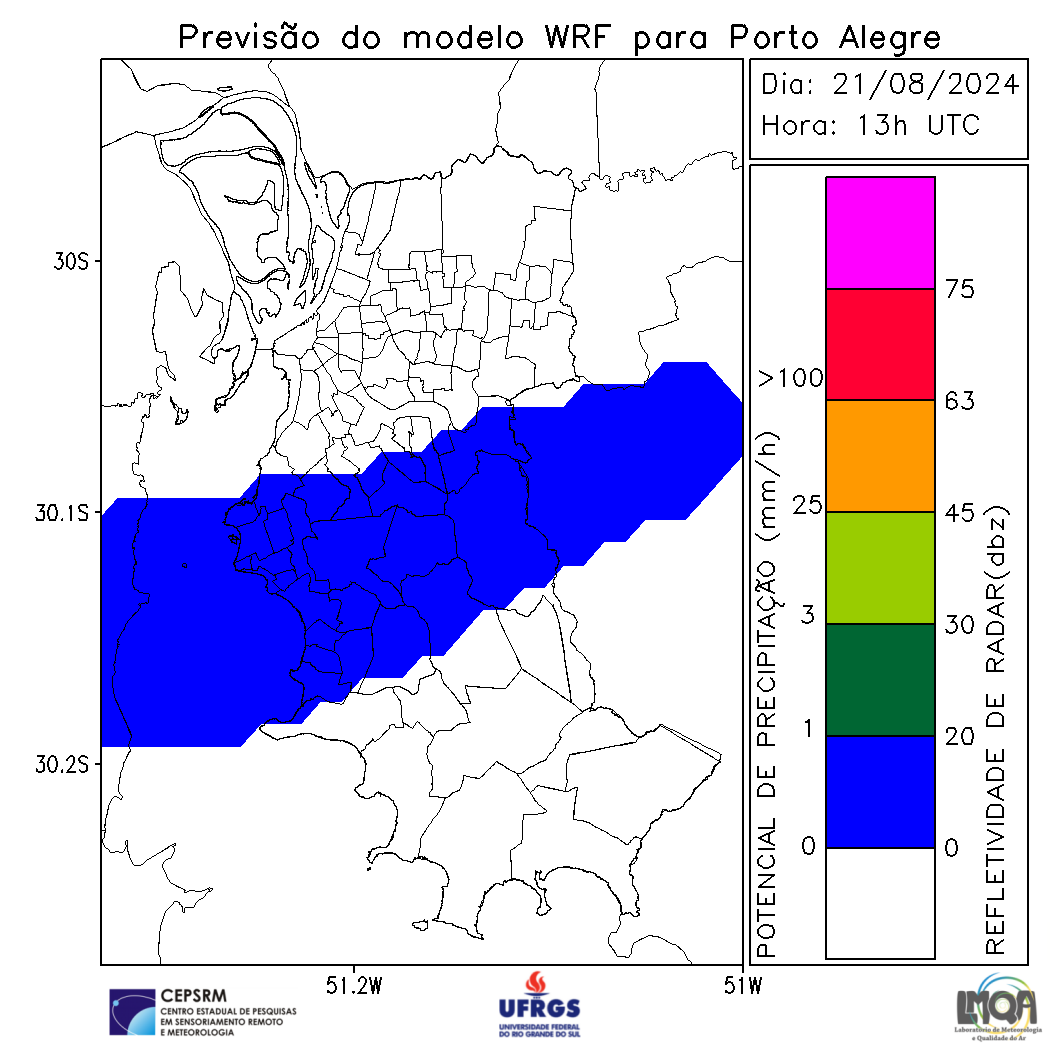 Previsão do modelo WRF para Porto Alegre
Dia: 21/08/2024
Hora: 13h UTC
30S
30.1S
30.2S
51.2W
51W
POTENCIAL DE PRECIPITAÇÃO (mm/h)
>100
25
3
1
0
75
63
45
30
20
0
REFLETIVIDADE DE RADAR(dbz)
CEPSRM
CENTRO ESTADUAL DE PESQUISAS
EM SENSORIAMENTO REMOTO
E METEOROLOGIA
UFRGS
UNIVERSIDADE FEDERAL
DO RIO GRANDE DO SUL
LMQA
Laboratório de Meteorologia
e Qualidade do Ar